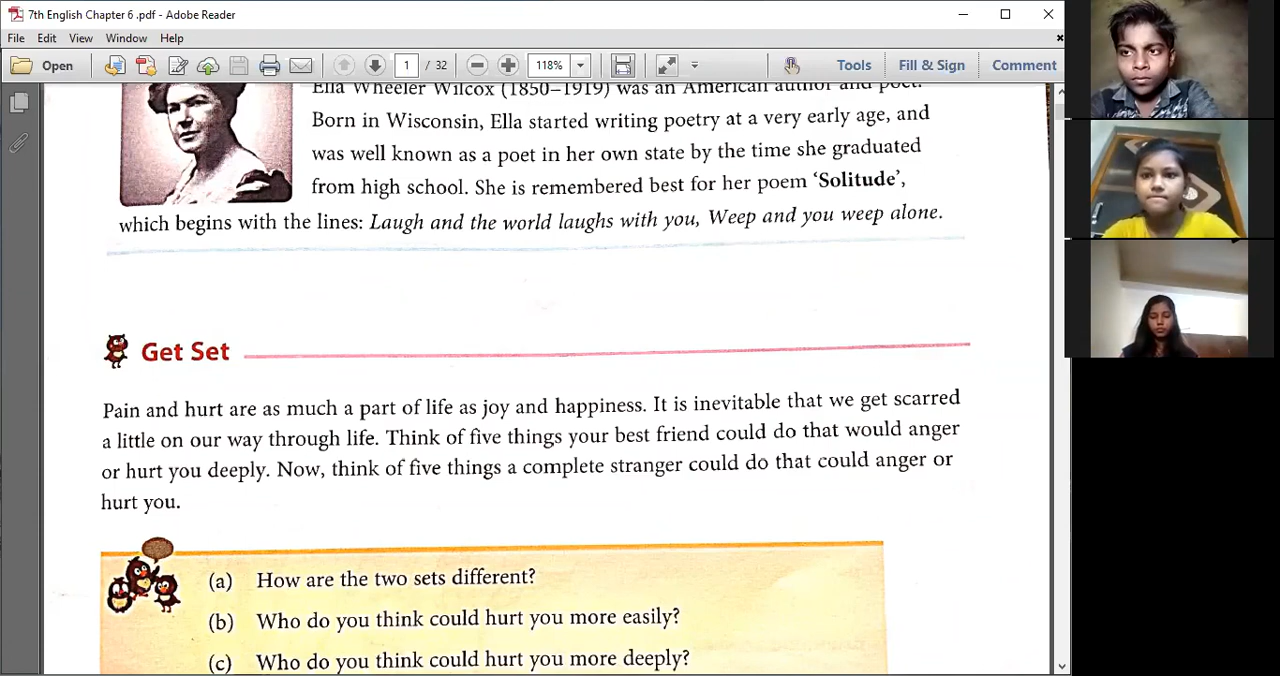 7th English Chapter 6 .pdf - Adobe Reader
File Edit View Window Help
Open 1 / 32 118% Tools Fill & Sign Comment
Ella Wheeler Wilcox (1850–1919) was an American author and poet.
Born in Wisconsin, Ella started writing poetry at a very early age, and
was well known as a poet in her own state by the time she graduated
from high school. She is remembered best for her poem ‘Solitude’,
which begins with the lines: Laugh and the world laughs with you, Weep and you weep alone.
Get Set
Pain and hurt are as much a part of life as joy and happiness. It is inevitable that we get scarred
a little on our way through life. Think of five things your best friend could do that would anger
or hurt you deeply. Now, think of five things a complete stranger could do that could anger or
hurt you.
(a) How are the two sets different?
(b) Who do you think could hurt you more easily?
(c) Who do you think could hurt you more deeply?